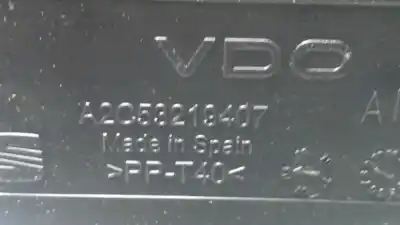 VDO
A2C53218407
Made in Spain
>PP-T40<